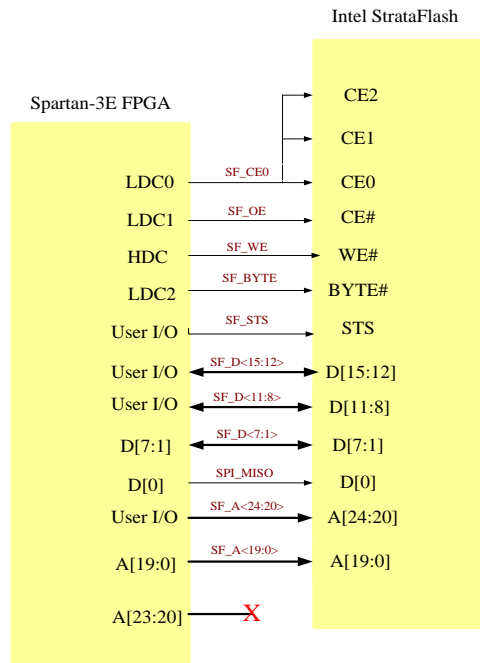 Intel StrataFlash
Spartan-3E FPGA
CE2
CE1
LDC0 SF_CE0 CE0
LDC1 SF_OE CE#
HDC SF_WE WE#
LDC2 SF_BYTE BYTE#
User I/O SF_STS STS
User I/O SF_D<15:12> D[15:12]
User I/O SF_D<11:8> D[11:8]
D[7:1] SF_D<7:1> D[7:1]
D[0] SPI_MISO D[0]
User I/O SF_A<24:20> A[24:20]
A[19:0] SF_A<19:0> A[19:0]
A[23:20] X